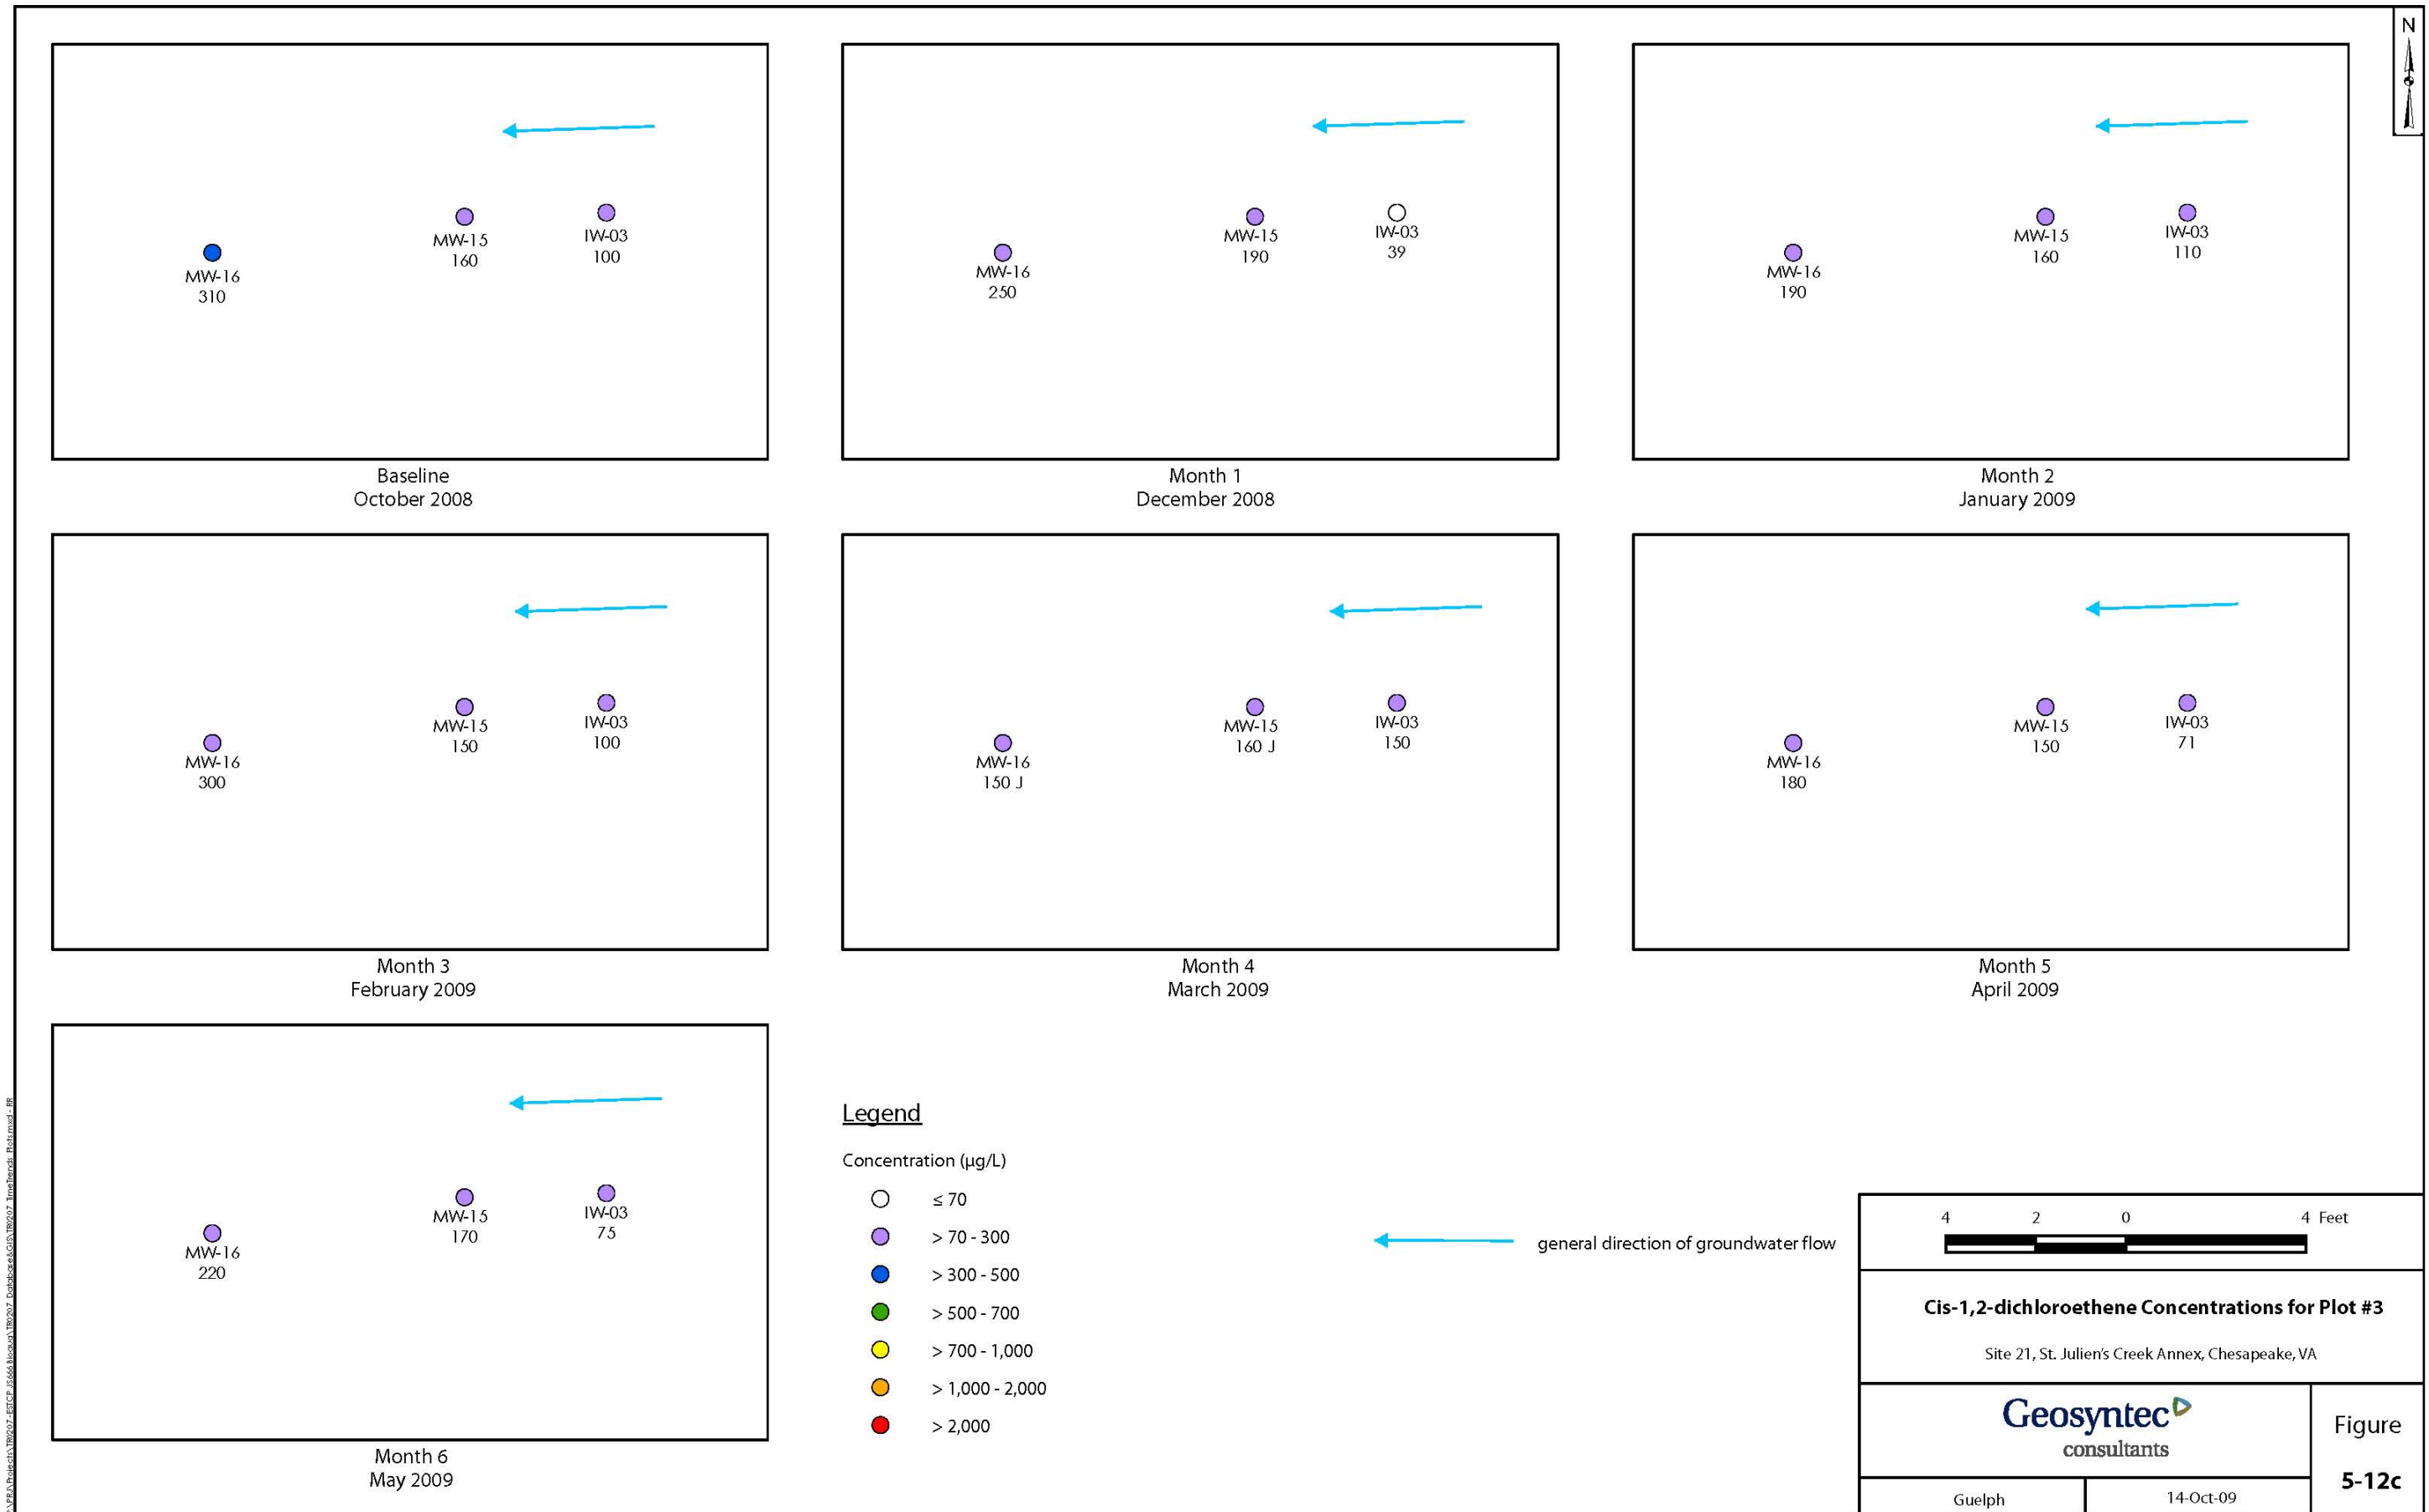 N
MW-16
310
MW-15
160
IW-03
100
Baseline
October 2008
MW-16
250
MW-15
190
IW-03
39
Month 1
December 2008
MW-16
190
MW-15
160
IW-03
110
Month 2
January 2009
MW-16
300
MW-15
150
IW-03
100
Month 3
February 2009
MW-16
150 J
MW-15
160 J
IW-03
150
Month 4
March 2009
MW-16
180
MW-15
150
IW-03
71
Month 5
April 2009
MW-16
220
MW-15
170
IW-03
75
Month 6
May 2009
Legend
Concentration (µg/L)
≤ 70
> 70 - 300
> 300 - 500
> 500 - 700
> 700 - 1,000
> 1,000 - 2,000
> 2,000
general direction of groundwater flow
4 2 0 4 Feet
Cis-1,2-dichloroethene Concentrations for Plot #3
Site 21, St. Julien's Creek Annex, Chesapeake, VA
Geosyntec
consultants
Figure
5-12c
Guelph
14-Oct-09